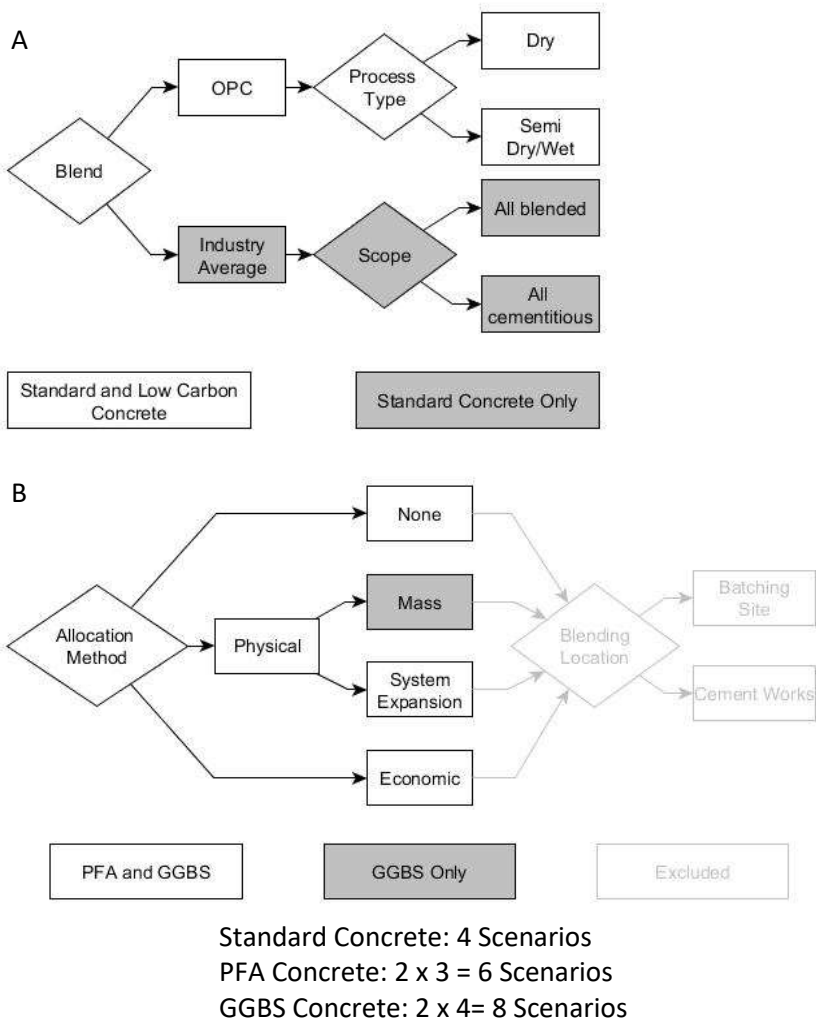 A
OPC
Process
Type
Dry
Semi
Dry/Wet
Blend
Industry
Average
Scope
All blended
All
cementitious
Standard and Low Carbon
Concrete
Standard Concrete Only
B
None
Mass
Batching
Site
Allocation
Method
Physical
Blending
Location
System
Expansion
Cement Works
Economic
PFA and GGBS
GGBS Only
Excluded
Standard Concrete: 4 Scenarios
PFA Concrete: 2 x 3 = 6 Scenarios
GGBS Concrete: 2 x 4= 8 Scenarios